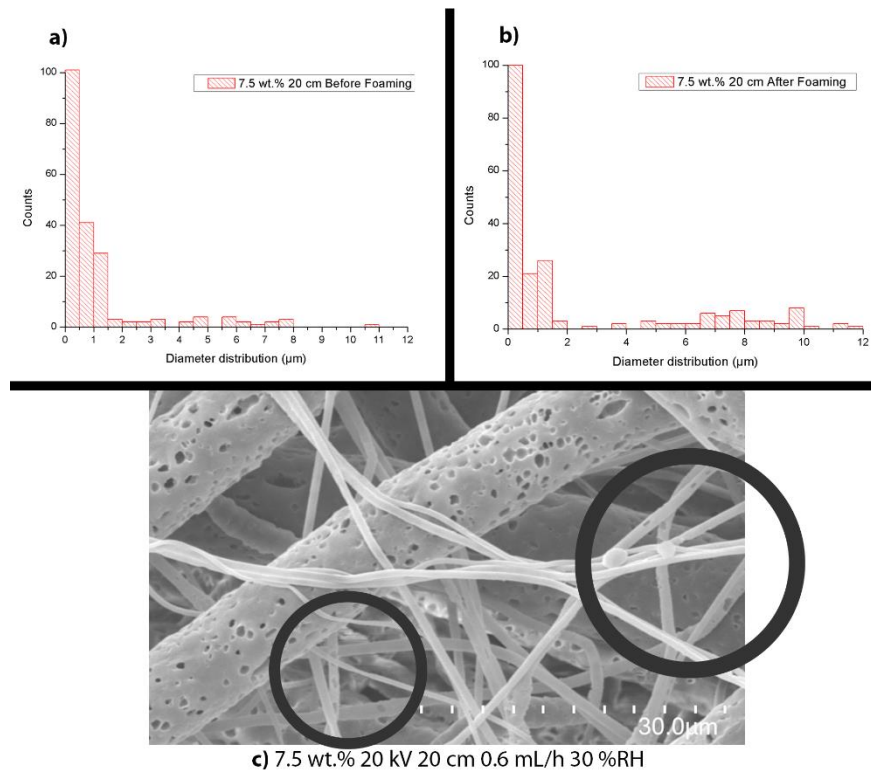 a)
7.5 wt.% 20 cm Before Foaming
100
80
60
40
20
0
Counts
0 1 2 3 4 5 6 7 8 9 10 11 12
Diameter distribution (µm)
b)
7.5 wt.% 20 cm After Foaming
100
80
60
40
20
0
Counts
0 2 4 6 8 10 12
Diameter distribution (µm)
30.0µm
c) 7.5 wt.% 20 kV 20 cm 0.6 mL/h 30 %RH